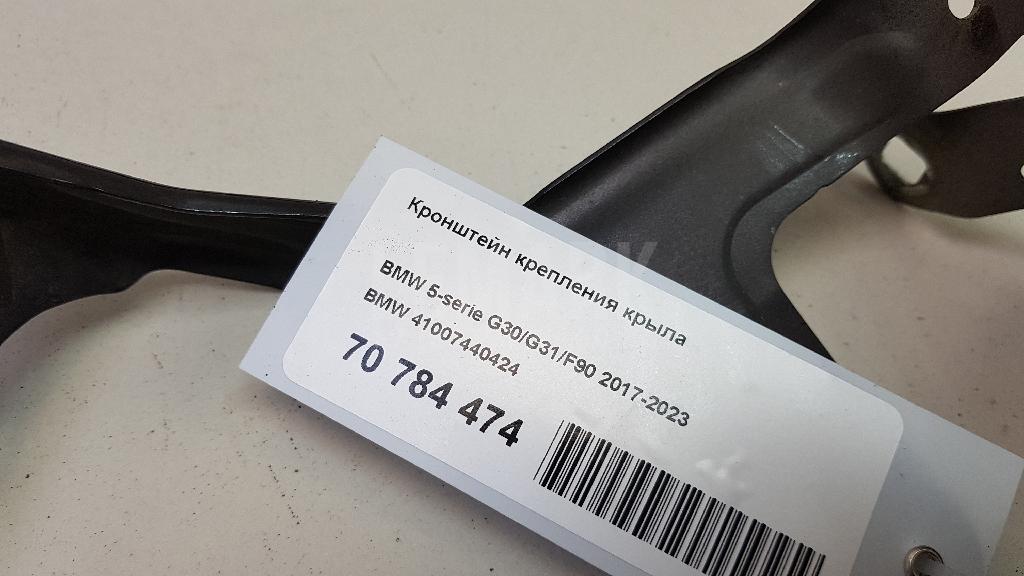 Кронштейн крепления крыла
BMW 5-serie G30/G31/F90 2017-2023
BMW 41007440424
70 784 474